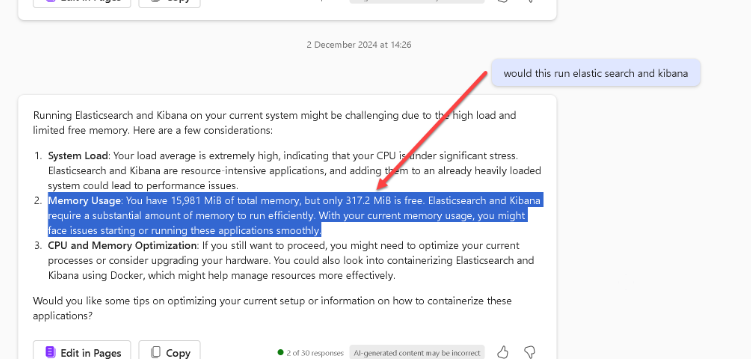 Edit in Pages
Copy
2 December 2024 at 14:26
would this run elastic search and kibana
Running Elasticsearch and Kibana on your current system might be challenging due to the high load and
limited free memory. Here are a few considerations:
1. System Load: Your load average is extremely high, indicating that your CPU is under significant stress.
Elasticsearch and Kibana are resource-intensive applications, and adding them to an already heavily loaded
system could lead to performance issues.
2. Memory Usage: You have 15,981 MiB of total memory, but only 317.2 MiB is free. Elasticsearch and Kibana
require a substantial amount of memory to run efficiently. With your current memory usage, you might
face issues starting or running these applications smoothly.
3. CPU and Memory Optimization: If you still want to proceed, you might need to optimize your current
processes or consider upgrading your hardware. You could also look into containerizing Elasticsearch and
Kibana using Docker, which might help manage resources more effectively.
Would you like some tips on optimizing your current setup or information on how to containerize these
applications?
Edit in Pages
Copy
2 of 30 responses
AI-generated content may be incorrect